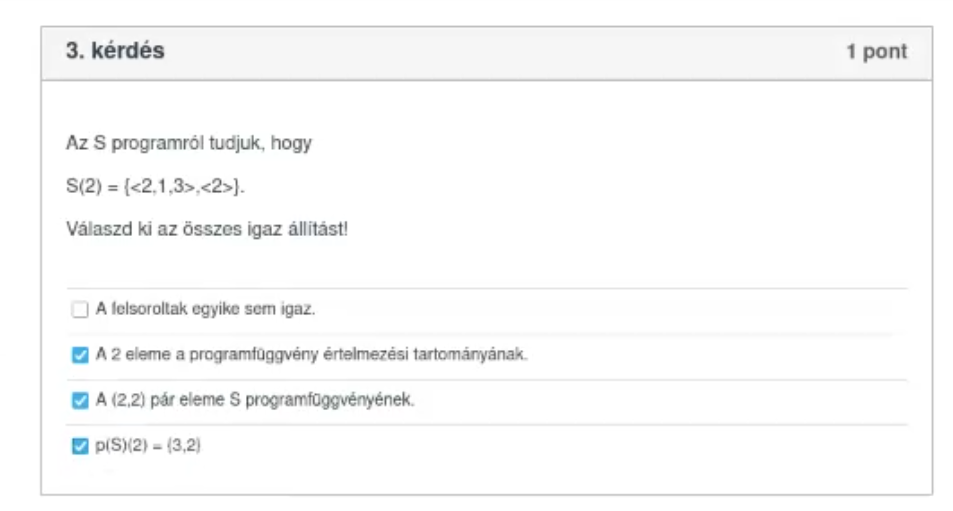 3. kérdés
1 pont
Az S programról tudjuk, hogy
S(2) = {<2,1,3>,<2>}.
Válaszd ki az összes igaz állítást!
A felsoroltak egyike sem igaz.
A 2 eleme a programfüggvény értelmezési tartományának.
A (2,2) pár eleme S programfüggvényének.
p(S)(2) = {3,2}